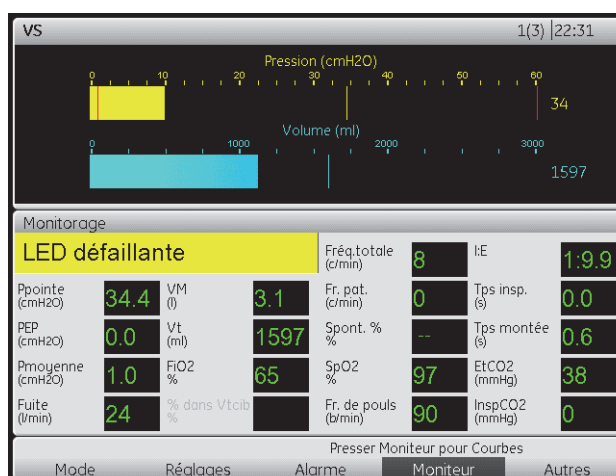 VS 1(3) |22:31
Pression (cmH2O)
0 10 20 30 40 50 60
34
Volume (ml)
0 1000 2000 3000
1597
Monitorage
LED défaillante
Fréq.totale (c/min) 8 I:E 1:9.9
Ppointe (cmH2O) 34.4 VM (l) 3.1 Fr. pat. (c/min) 0 Tps insp. (s) 0.0
PEP (cmH2O) 0.0 Vt (ml) 1597 Spont. % % -- Tps montée (s) 0.6
Pmoyenne (cmH2O) 1.0 FiO2 % 65 SpO2 % 97 EtCO2 (mmHg) 38
Fuite (l/min) 24 % dans Vtcib % Fr. de pouls (b/min) 90 InspCO2 (mmHg) 0
Presser Moniteur pour Courbes
Mode Réglages Alarme Moniteur Autres